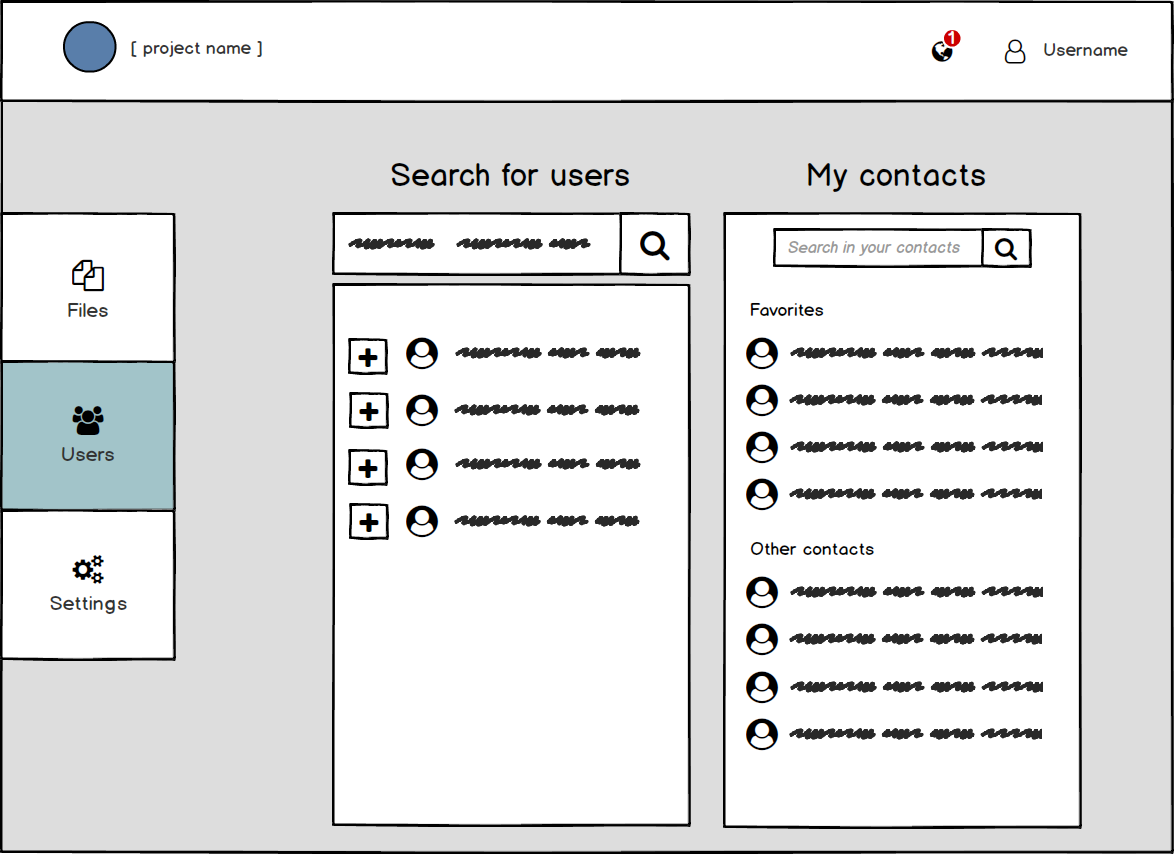 [ project name ]
1
Username
Search for users
My contacts
Files
Users
Settings
Search in your contacts
Favorites
Other contacts